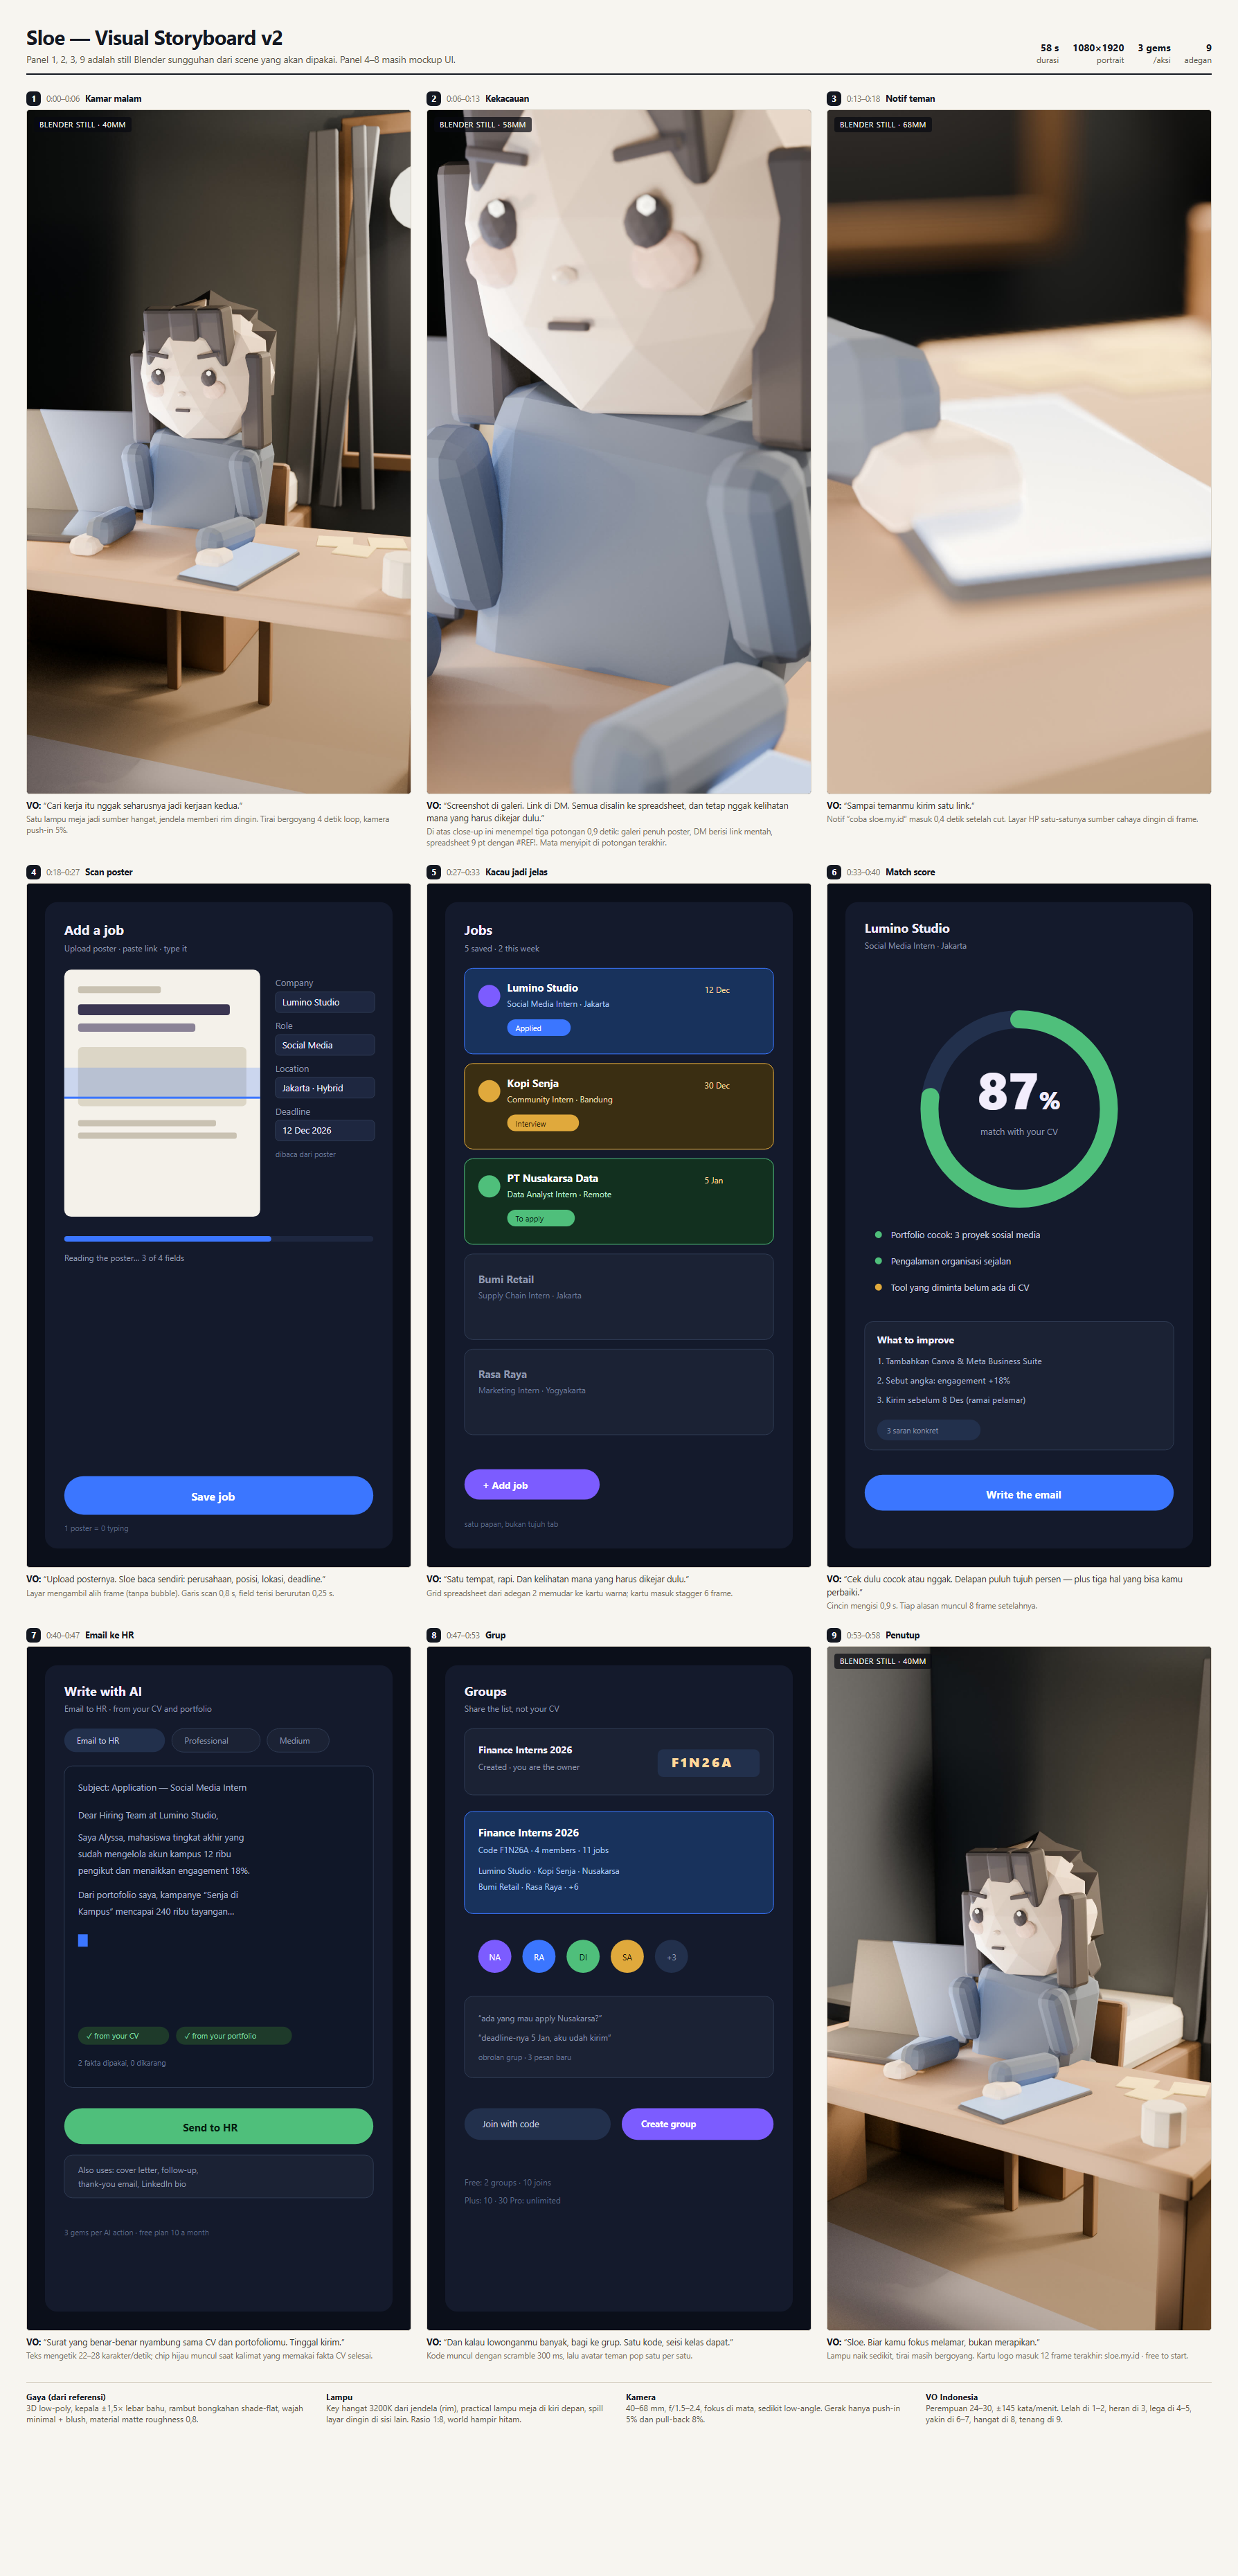 Sloe — Visual Storyboard v2
Panel 1, 2, 3, 9 adalah still Blender sungguhan dari scene yang akan dipakai. Panel 4–8 masih mockup UI.
58 s
durasi
1080×1920
portrait
3 gems
/aksi
9
adegan
1 0:00–0:06 Kamar malam
BLENDER STILL · 40MM
VO: “Cari kerja itu nggak seharusnya jadi kerjaan kedua.”
Satu lampu meja jadi sumber hangat, jendela memberi rim dingin. Tirai bergoyang 4 detik loop, kamera
push-in 5%.
2 0:06–0:13 Kekacauan
BLENDER STILL · 58MM
VO: “Screenshot di galeri. Link di DM. Semua disalin ke spreadsheet, dan tetap nggak kelihatan
mana yang harus dikejar dulu.”
Di atas close-up ini menempel tiga potongan 0,9 detik: galeri penuh poster, DM berisi link mentah,
spreadsheet 9 pt dengan #REF!. Mata menyipit di potongan terakhir.
3 0:13–0:18 Notif teman
BLENDER STILL · 68MM
VO: “Sampai temanmu kirim satu link.”
Notif “coba sloe.my.id” masuk 0,4 detik setelah cut. Layar HP satu-satunya sumber cahaya dingin di frame.
4 0:18–0:27 Scan poster
Add a job
Upload poster · paste link · type it
Company
Lumino Studio
Role
Social Media
Location
Jakarta · Hybrid
Deadline
12 Dec 2026
dibaca dari poster
Reading the poster... 3 of 4 fields
Save job
1 poster = 0 typing
VO: “Upload posternya. Sloe baca sendiri: perusahaan, posisi, lokasi, deadline.”
Layar mengambil alih frame (tanpa bubble). Garis scan 0,8 s, field terisi berurutan 0,25 s.
5 0:27–0:33 Kacau jadi jelas
Jobs
5 saved · 2 this week
Lumino Studio
12 Dec
Social Media Intern · Jakarta
Applied
Kopi Senja
30 Dec
Community Intern · Bandung
Interview
PT Nusakarsa Data
5 Jan
Data Analyst Intern · Remote
To apply
Bumi Retail
Supply Chain Intern · Jakarta
Rasa Raya
Marketing Intern · Yogyakarta
+ Add job
satu papan, bukan tujuh tab
VO: “Satu tempat, rapi. Dan kelihatan mana yang harus dikejar dulu.”
Grid spreadsheet dari adegan 2 memudar ke kartu warna; kartu masuk stagger 6 frame.
6 0:33–0:40 Match score
Lumino Studio
Social Media Intern · Jakarta
87%
match with your CV
Portfolio cocok: 3 proyek sosial media
Pengalaman organisasi sejalan
Tool yang diminta belum ada di CV
What to improve
1. Tambahkan Canva & Meta Business Suite
2. Sebut angka: engagement +18%
3. Kirim sebelum 8 Des (ramai pelamar)
3 saran konkret
Write the email
VO: “Cek dulu cocok atau nggak. Delapan puluh tujuh persen — plus tiga hal yang bisa kamu
perbaiki.”
Cincin mengisi 0,9 s. Tiap alasan muncul 8 frame setelahnya.
7 0:40–0:47 Email ke HR
Write with AI
Email to HR · from your CV and portfolio
Email to HR
Professional
Medium
Subject: Application — Social Media Intern
Dear Hiring Team at Lumino Studio,
Saya Alyssa, mahasiswa tingkat akhir yang
sudah mengelola akun kampus 12 ribu
pengikut dan menaikkan engagement 18%.
Dari portofolio saya, kampanye “Senja di
Kampus” mencapai 240 ribu tayangan...
✓ from your CV
✓ from your portfolio
2 fakta dipakai, 0 dikarang
Send to HR
Also uses: cover letter, follow-up,
thank-you email, LinkedIn bio
3 gems per AI action · free plan 10 a month
VO: “Surat yang benar-benar nyambung sama CV dan portofoliomu. Tinggal kirim.”
Teks mengetik 22–28 karakter/detik; chip hijau muncul saat kalimat yang memakai fakta CV selesai.
8 0:47–0:53 Grup
Groups
Share the list, not your CV
Finance Interns 2026
Created · you are the owner
F1N26A
Finance Interns 2026
Code F1N26A · 4 members · 11 jobs
Lumino Studio · Kopi Senja · Nusakarsa
Bumi Retail · Rasa Raya · +6
NA
RA
DI
SA
+3
"ada yang mau apply Nusakarsa?"
"deadline-nya 5 Jan, aku udah kirim"
obrolan grup · 3 pesan baru
Join with code
Create group
Free: 2 groups · 10 joins
Plus: 10 · 30 Pro: unlimited
VO: “Dan kalau lowonganmu banyak, bagi ke grup. Satu kode, seisi kelas dapat.”
Kode muncul dengan scramble 300 ms, lalu avatar teman pop satu per satu.
9 0:53–0:58 Penutup
BLENDER STILL · 40MM
VO: “Sloe. Biar kamu fokus melamar, bukan merapikan.”
Lampu naik sedikit, tirai masih bergoyang. Kartu logo masuk 12 frame terakhir: sloe.my.id · free to start.
Gaya (dari referensi)
3D low-poly, kepala ±1,5× lebar bahu, rambut bongkahan shade-flat, wajah
minimal + blush, material matte roughness 0,8.
Lampu
Key hangat 3200K dari jendela (rim), practical lampu meja di kiri depan, spill
layar dingin di sisi lain. Rasio 1:8, world hampir hitam.
Kamera
40–68 mm, f/1.5–2.4, fokus di mata, sedikit low-angle. Gerak hanya push-in
5% dan pull-back 8%.
VO Indonesia
Perempuan 24–30, ±145 kata/menit. Lelah di 1–2, heran di 3, lega di 4–5,
yakin di 6–7, hangat di 8, tenang di 9.